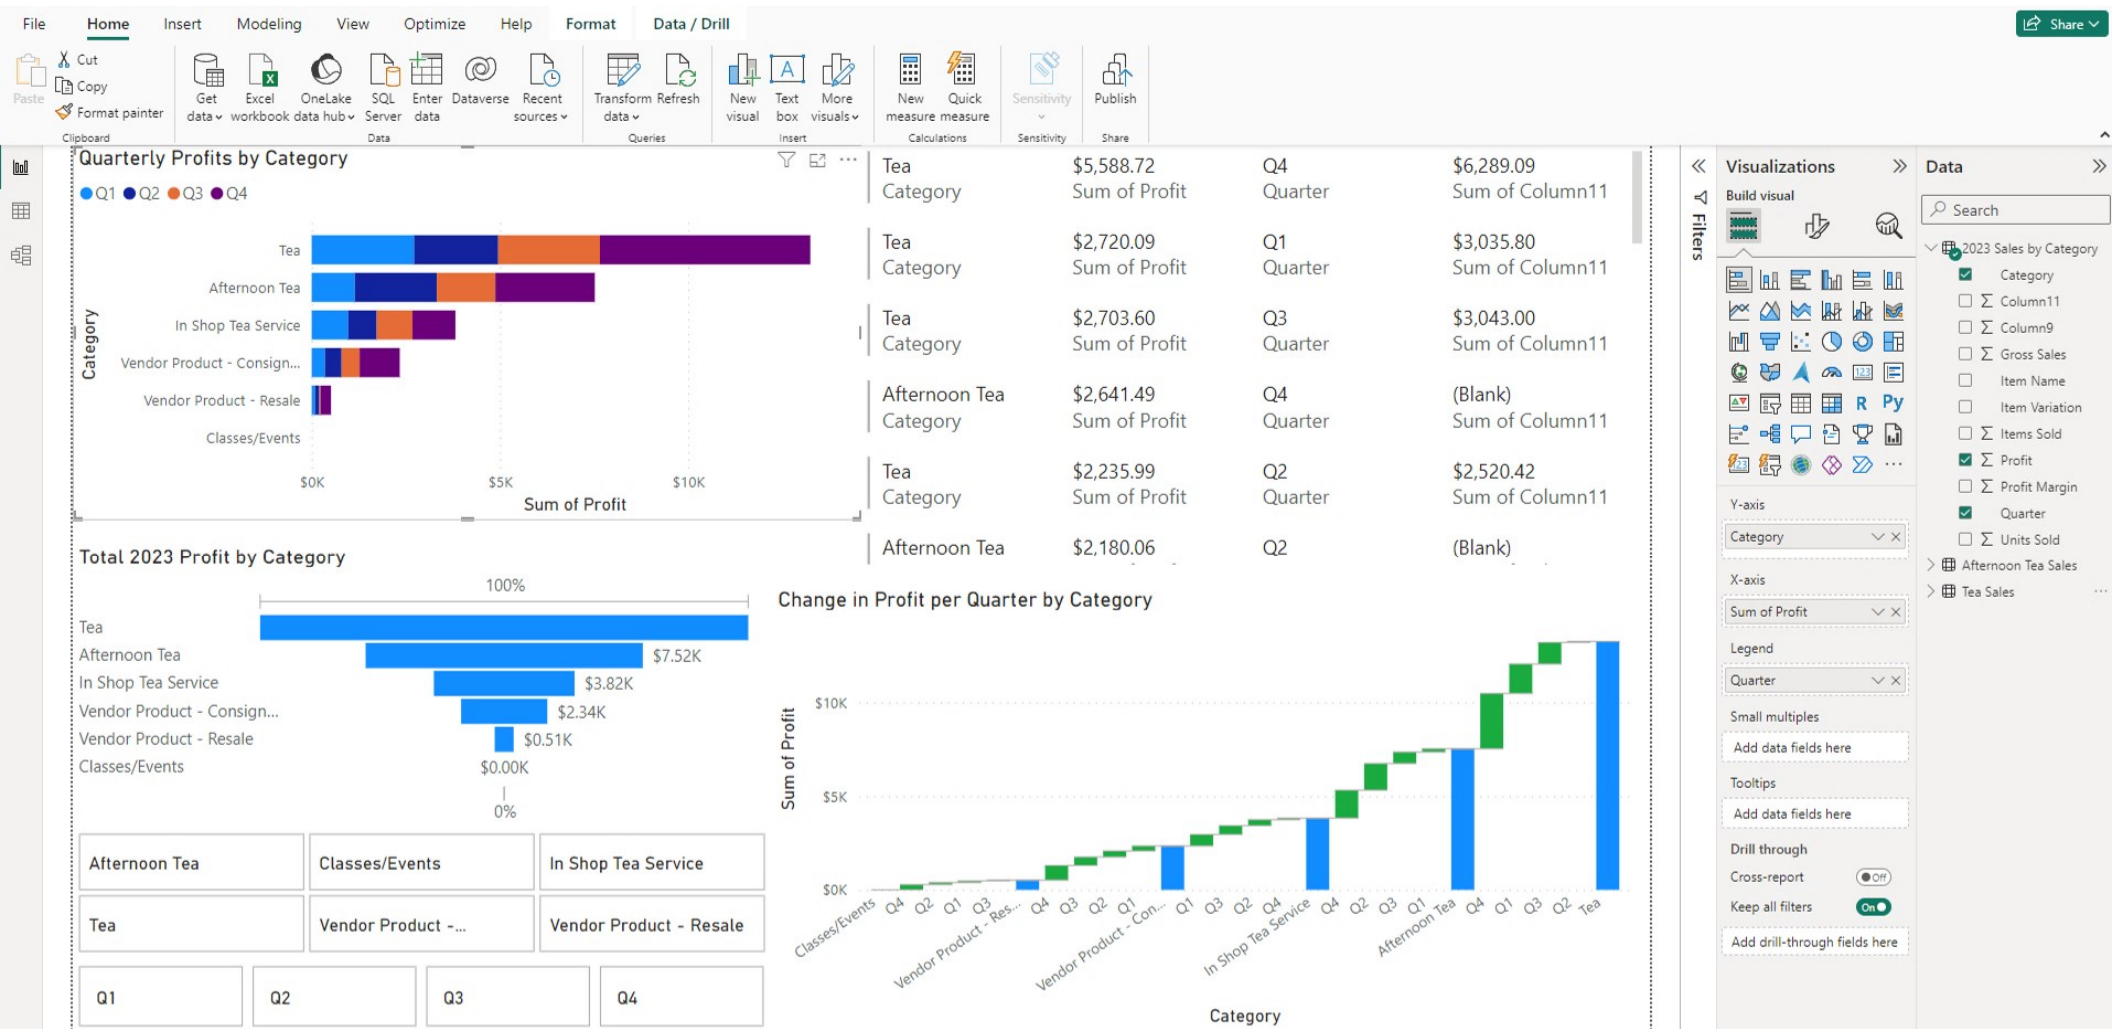 File Home Insert Modeling View Optimize Help Format Data / Drill Share
Paste Cut
Copy
Format painter
Get data Excel workbook OneLake data hub SQL Server Enter data Dataverse Recent sources Transform data Refresh New visual Text box More visuals New measure Quick measure Sensitivity Publish
Clipboard Data Queries Insert Calculations Sensitivity Share
Quarterly Profits by Category
Q1 Q2 Q3 Q4
Category
Tea
Afternoon Tea
In Shop Tea Service
Vendor Product - Consign...
Vendor Product - Resale
Classes/Events
$0K $5K $10K
Sum of Profit
Tea $5,588.72 Q4 $6,289.09
Category Sum of Profit Quarter Sum of Column11
Tea $2,720.09 Q1 $3,035.80
Category Sum of Profit Quarter Sum of Column11
Tea $2,703.60 Q3 $3,043.00
Category Sum of Profit Quarter Sum of Column11
Afternoon Tea $2,641.49 Q4 (Blank)
Category Sum of Profit Quarter Sum of Column11
Tea $2,235.99 Q2 $2,520.42
Category Sum of Profit Quarter Sum of Column11
Afternoon Tea $2,180.06 Q2 (Blank)
Total 2023 Profit by Category
100%
Tea
Afternoon Tea $7.52K
In Shop Tea Service $3.82K
Vendor Product - Consign... $2.34K
Vendor Product - Resale $0.51K
Classes/Events $0.00K
0%
Afternoon Tea Classes/Events In Shop Tea Service
Tea Vendor Product -... Vendor Product - Resale
Q1 Q2 Q3 Q4
Change in Profit per Quarter by Category
Sum of Profit
$10K
$5K
$0K
Classes/Events Q4 Q2 Q1 Q3 Vendor Product - Res... Q4 Q3 Q2 Q1 Vendor Product - Con... Q1 Q3 Q2 Q4 In Shop Tea Service Q4 Q2 Q3 Q1 Afternoon Tea Q4 Q1 Q3 Q2 Tea
Category
Filters
Visualizations
Build visual
123
R Py
123
Y-axis
Category
X-axis
Sum of Profit
Legend
Quarter
Small multiples
Add data fields here
Tooltips
Add data fields here
Drill through
Cross-report Off
Keep all filters On
Add drill-through fields here
Data
Search
2023 Sales by Category
Category
Σ Column11
Σ Column9
Σ Gross Sales
Item Name
Item Variation
Σ Items Sold
Σ Profit
Σ Profit Margin
Quarter
Σ Units Sold
Afternoon Tea Sales
Tea Sales